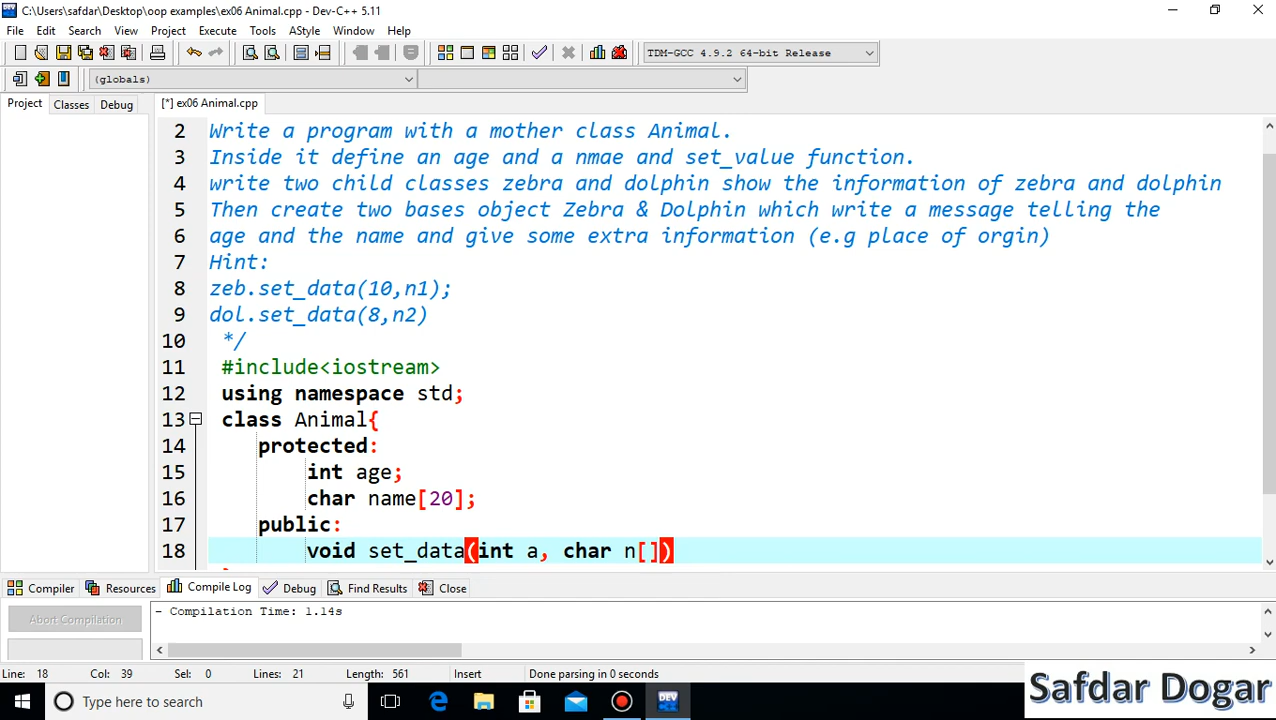 C:\Users\safdar\Desktop\oop examples\ex06 Animal.cpp - Dev-C++ 5.11
File Edit Search View Project Execute Tools AStyle Window Help
TDM-GCC 4.9.2 64-bit Release
(globals)
Project Classes Debug [*] ex06 Animal.cpp
2 Write a program with a mother class Animal.
3 Inside it define an age and a nmae and set_value function.
4 write two child classes zebra and dolphin show the information of zebra and dolphin
5 Then create two bases object Zebra & Dolphin which write a message telling the
6 age and the name and give some extra information (e.g place of orgin)
7 Hint:
8 zeb.set_data(10,n1);
9 dol.set_data(8,n2)
10 */
11 #include<iostream>
12 using namespace std;
13 class Animal{
14 protected:
15 int age;
16 char name[20];
17 public:
18 void set_data(int a, char n[])
Compiler Resources Compile Log Debug Find Results Close
Abort Compilation
- Compilation Time: 1.14s
Line: 18 Col: 39 Sel: 0 Lines: 21 Length: 561 Insert Done parsing in 0 seconds
Type here to search
DEV
Safdar Dogar